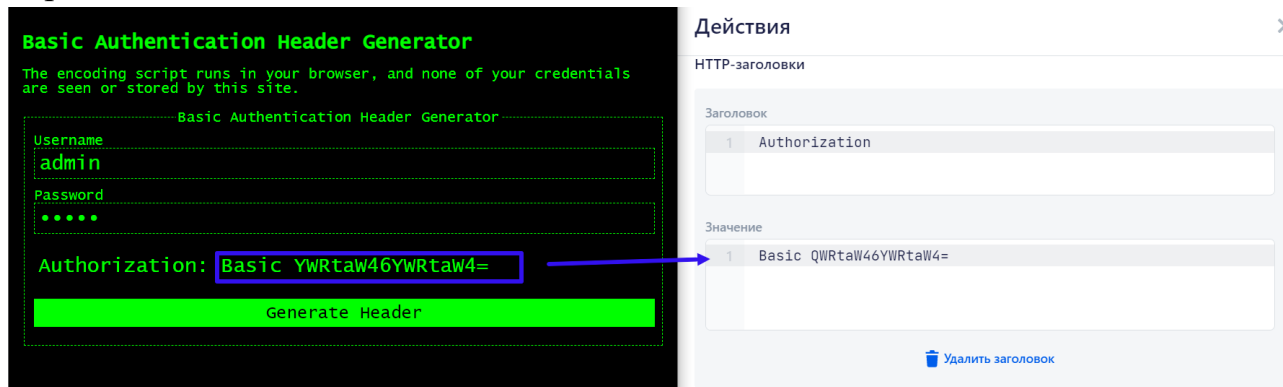 Basic Authentication Header Generator
The encoding script runs in your browser, and none of your credentials
are seen or stored by this site.
Basic Authentication Header Generator
Username
admin
Password
•••••
Authorization: Basic YWRtaW46YWRtaW4=
Generate Header
Действия
HTTP-заголовки
Заголовок
1 Authorization
Значение
1 Basic QWRtaW46YWRtaW4=
Удалить заголовок